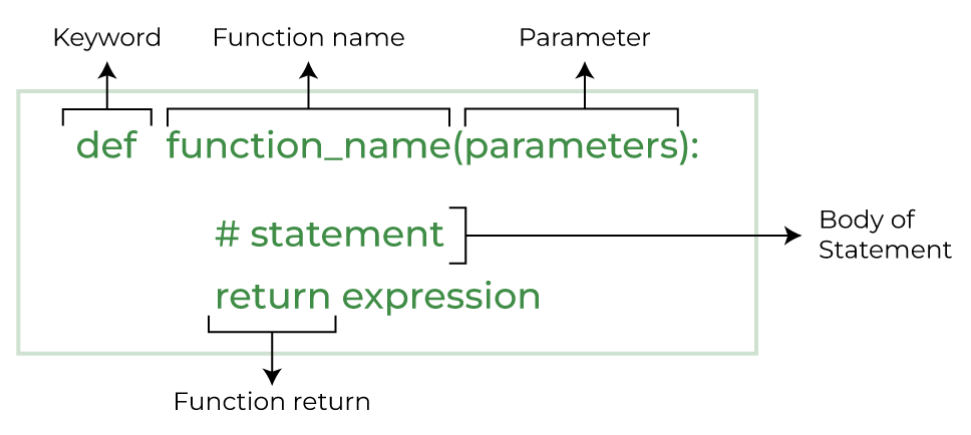 Keyword Function name Parameter
def function_name(parameters):
# statement
Body of
Statement
return expression
Function return